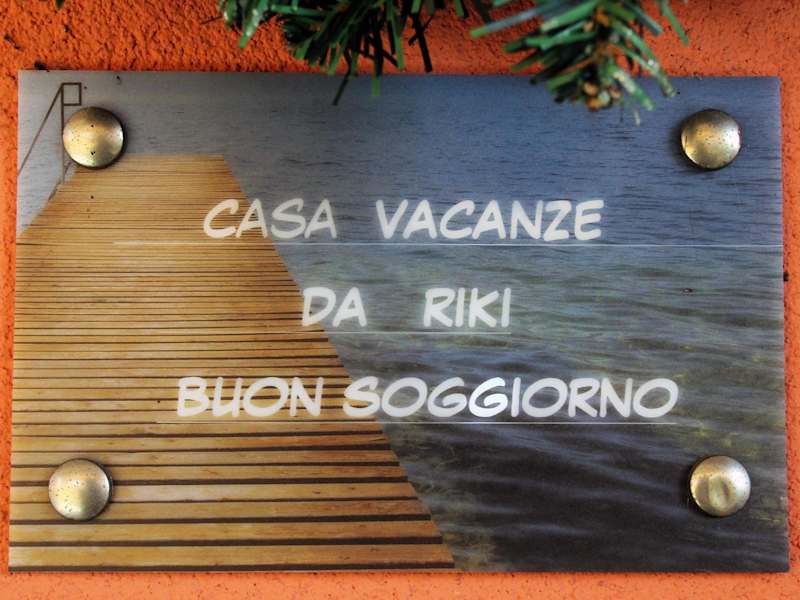 CASA VACANZE
DA RIKI
BUON SOGGIORNO